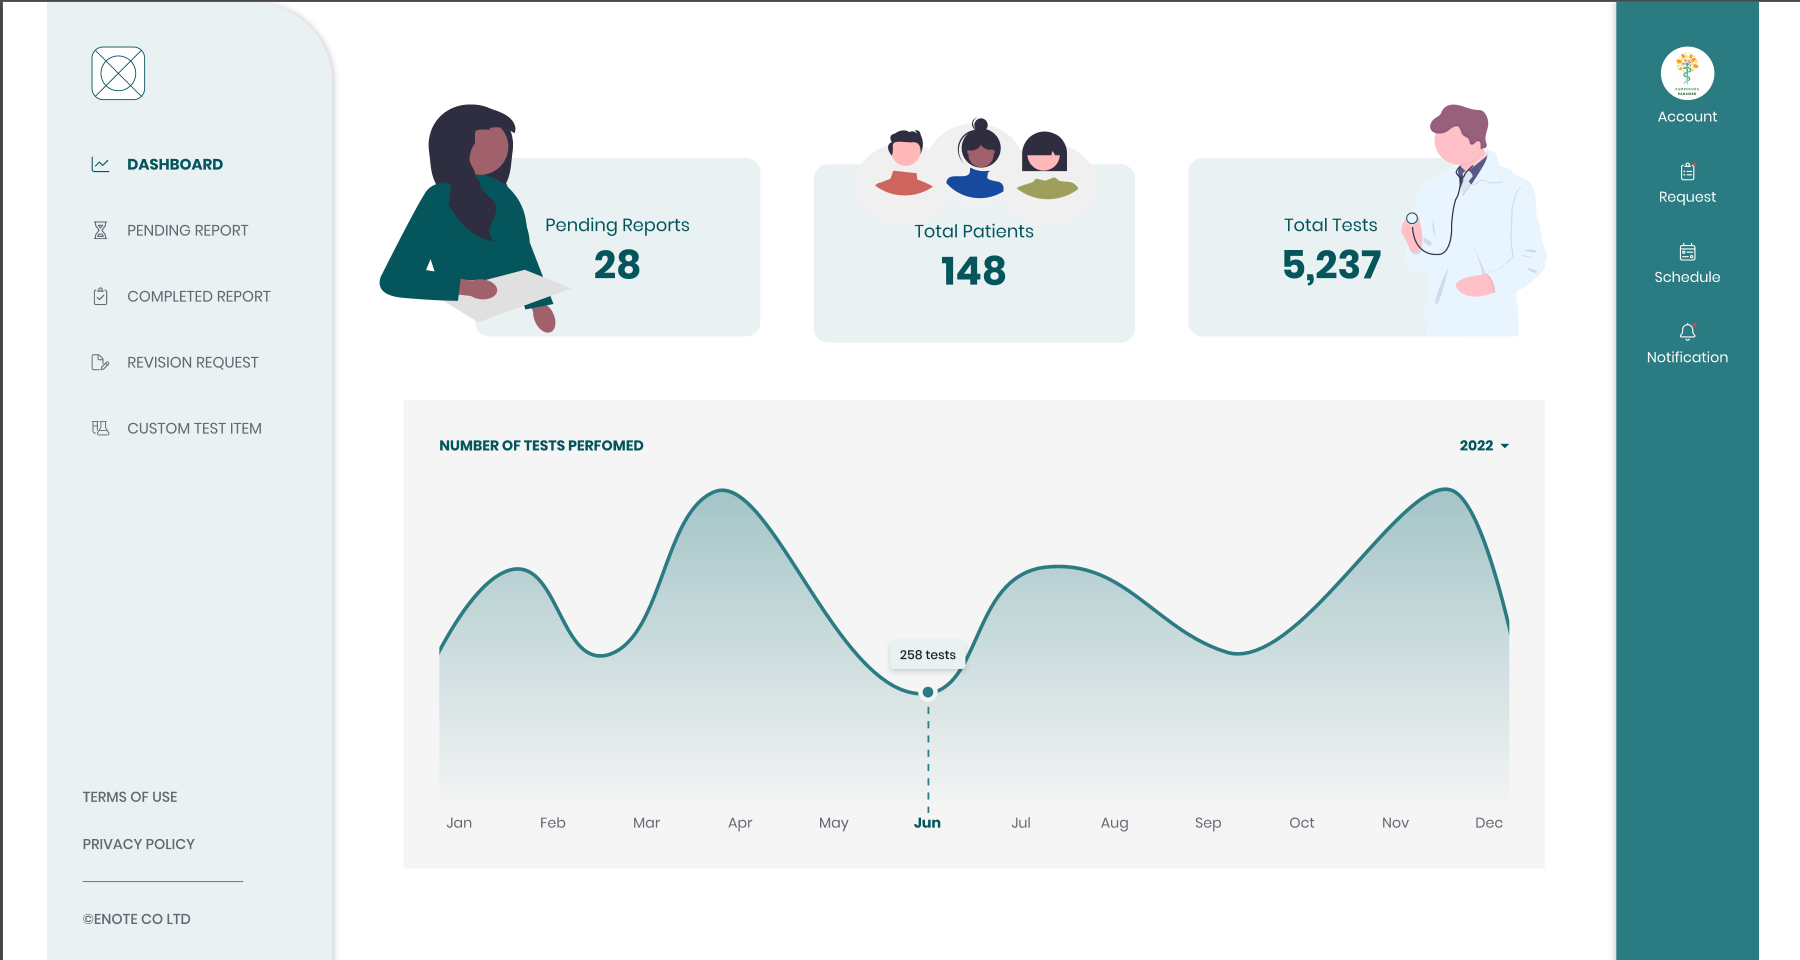 DASHBOARD
PENDING REPORT
COMPLETED REPORT
REVISION REQUEST
CUSTOM TEST ITEM
TERMS OF USE
PRIVACY POLICY
©ENOTE CO LTD
Pending Reports
28
Total Patients
148
Total Tests
5,237
NUMBER OF TESTS PERFOMED
2022
258 tests
Jan Feb Mar Apr May Jun Jul Aug Sep Oct Nov Dec
Account
Request
Schedule
Notification